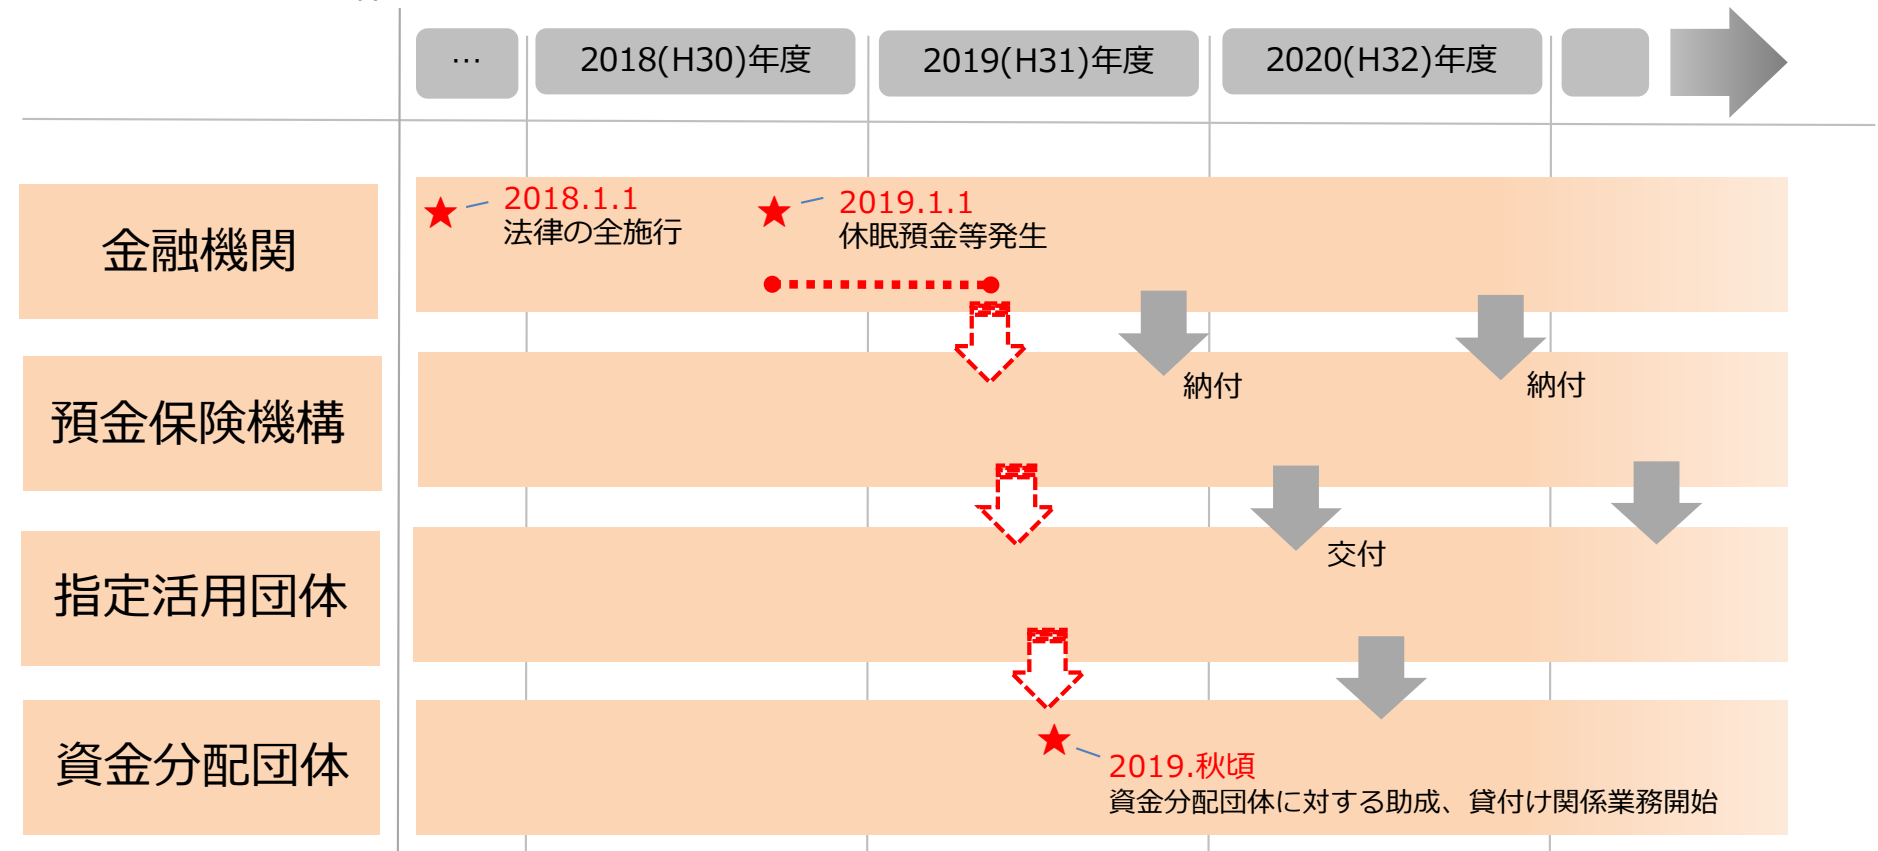 …
2018(H30)年度
2019(H31)年度
2020(H32)年度
金融機関
2018.1.1
法律の全施行
2019.1.1
休眠預金等発生
納付
納付
預金保険機構
交付
指定活用団体
資金分配団体
2019.秋頃
資金分配団体に対する助成、貸付け関係業務開始